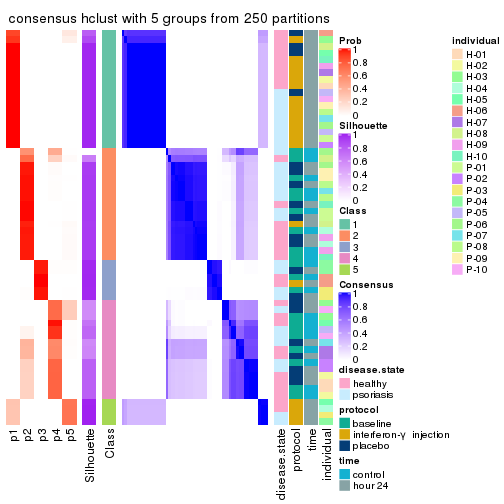 consensus hclust with 5 groups from 250 partitions
p1
p2
p3
p4
p5
Silhouette
Class
disease.state
protocol
time
individual
Prob
1
0.8
0.6
0.4
0.2
0
Silhouette
1
0.8
0.6
0.4
0.2
0
Class
1
2
3
4
5
Consensus
1
0.8
0.6
0.4
0.2
0
disease.state
healthy
psoriasis
protocol
baseline
interferon-γ injection
placebo
time
control
hour 24
individual
H-01
H-02
H-03
H-04
H-05
H-06
H-07
H-08
H-09
H-10
P-01
P-02
P-03
P-04
P-05
P-06
P-07
P-08
P-09
P-10